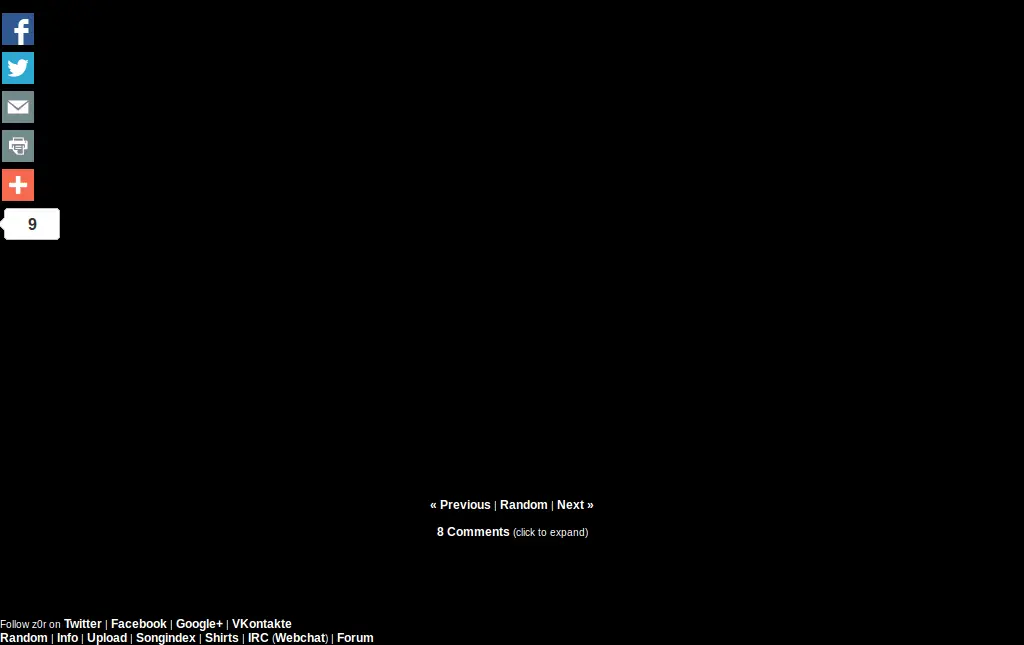 9
« Previous | Random | Next »
8 Comments (click to expand)
Follow z0r on Twitter | Facebook | Google+ | VKontakte
Random | Info | Upload | Songindex | Shirts | IRC (Webchat) | Forum